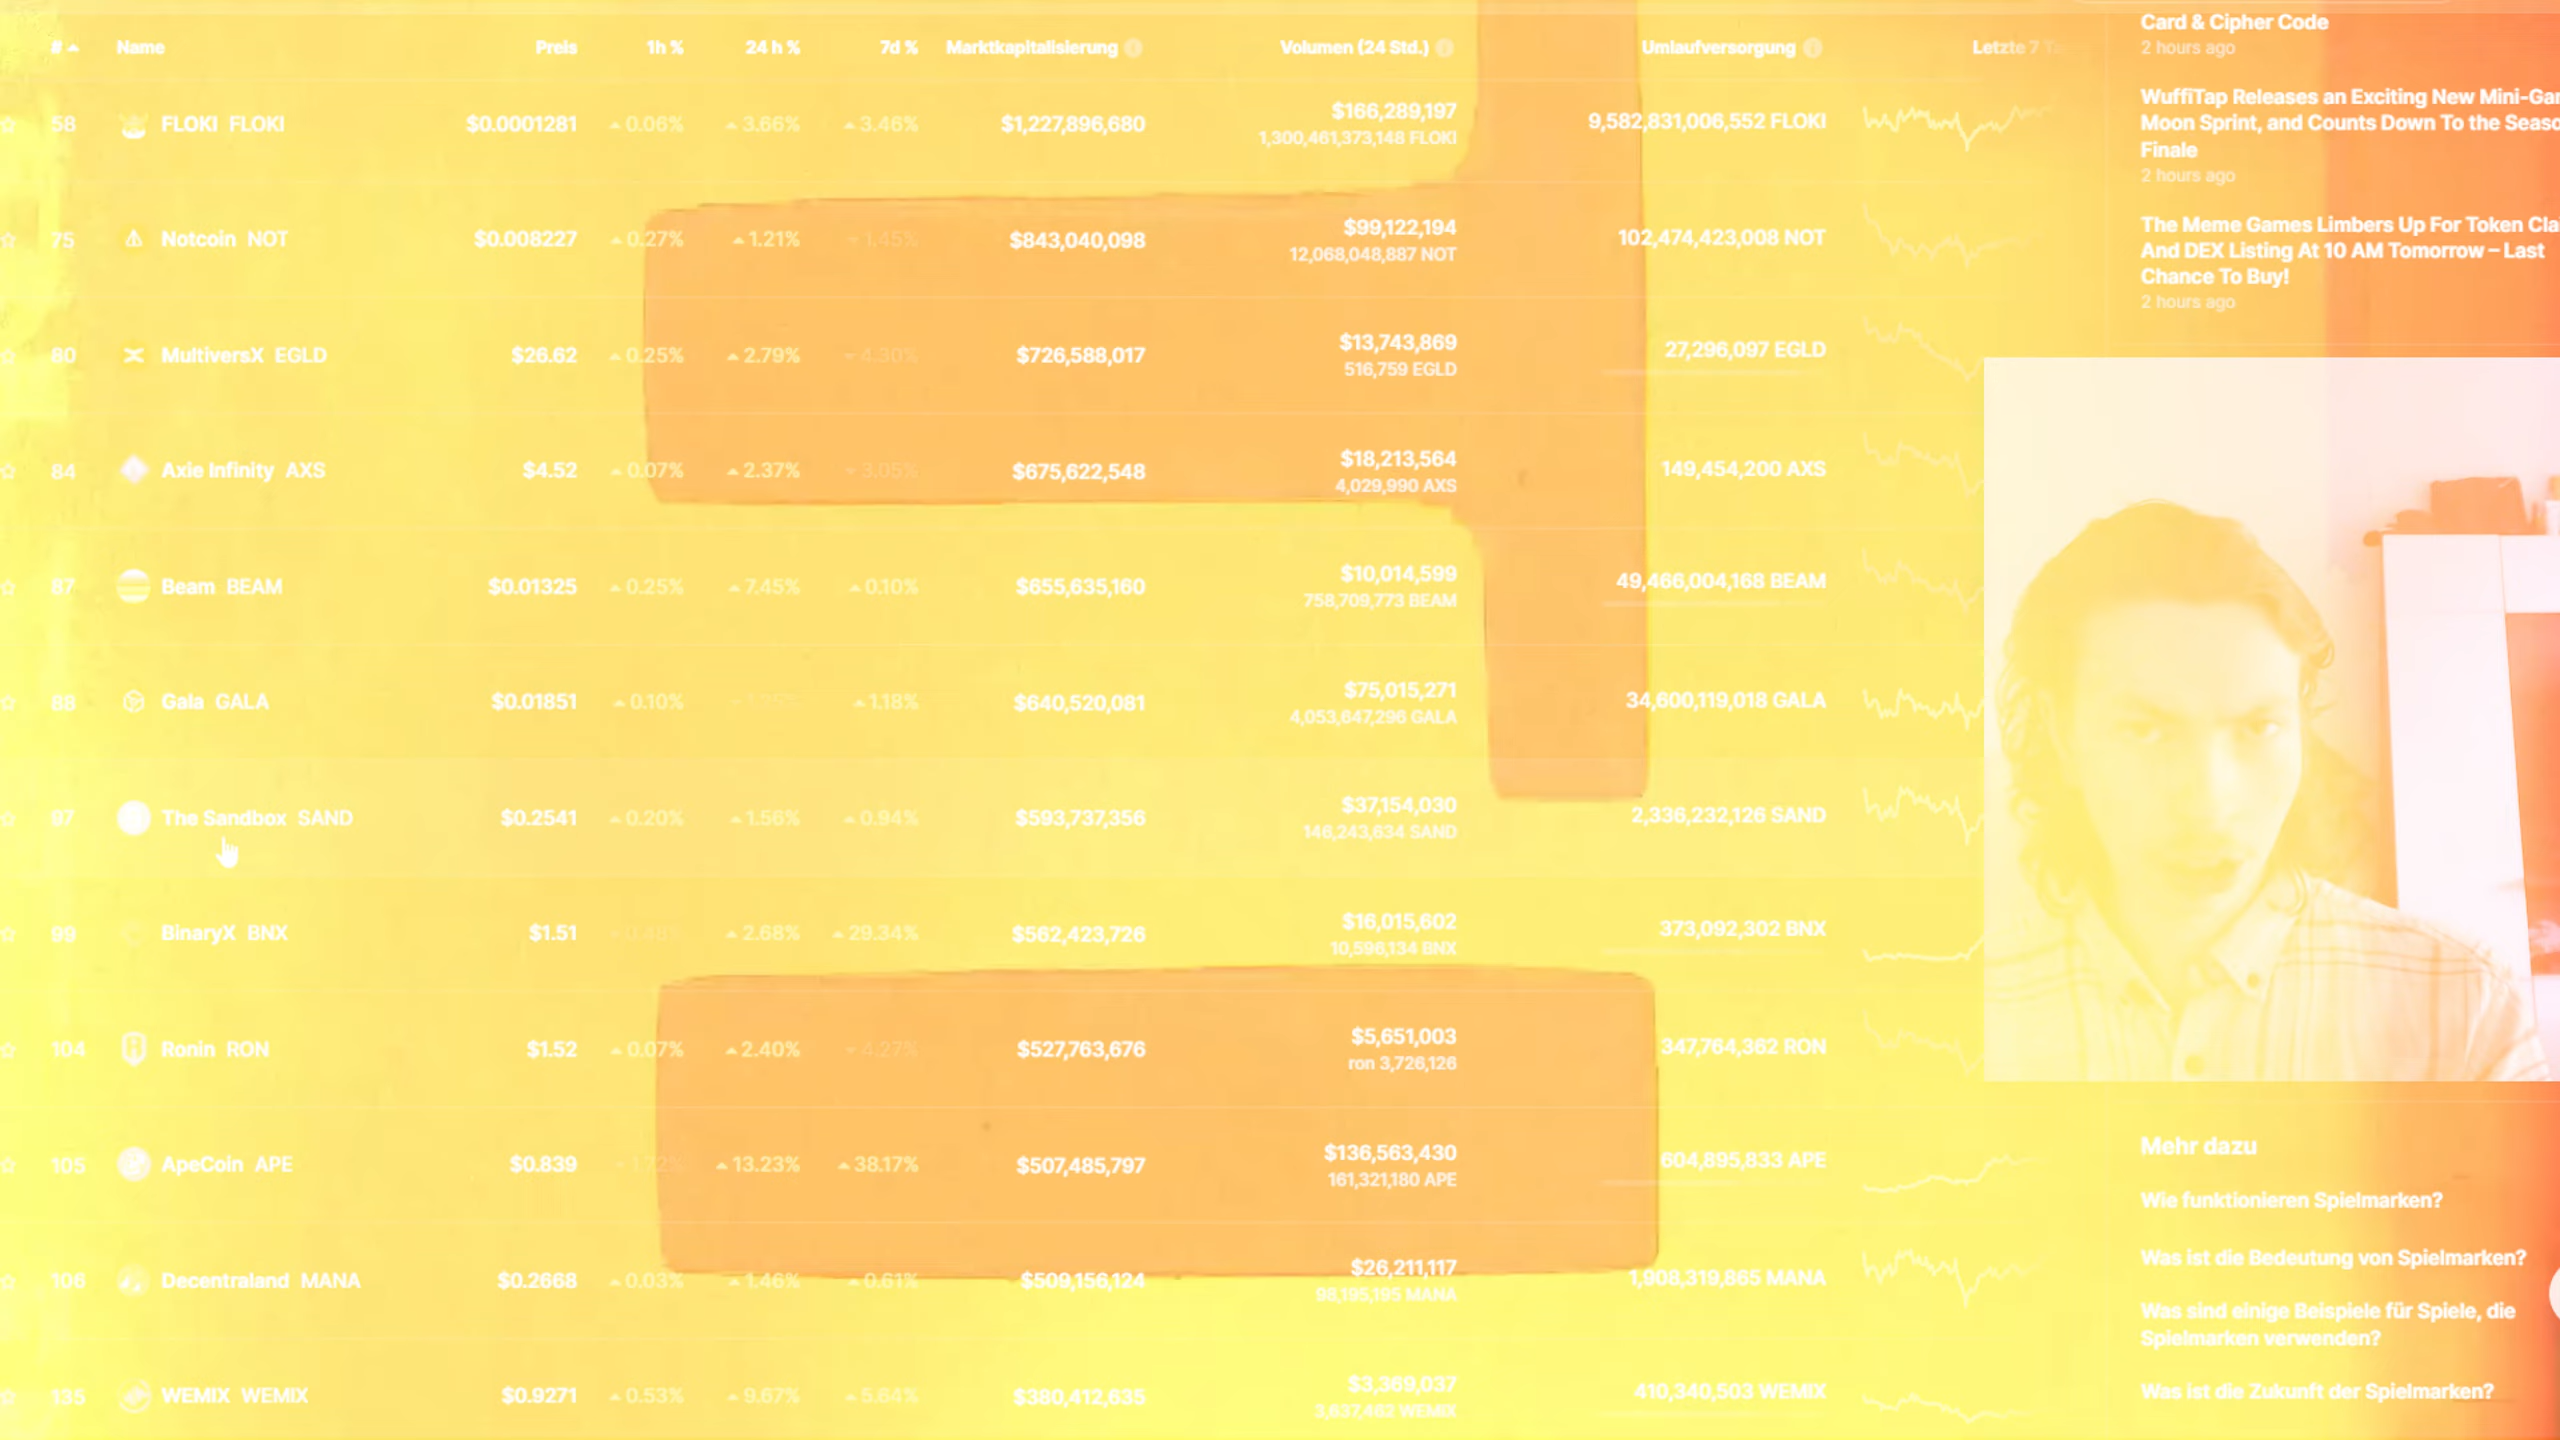 # Name Preis 1h % 24 h % 7d % Marktkapitalisierung Volumen (24 Std.) Umlaufversorgung Letzte 7
58 FLOKI FLOKI $0.0001281 0.06% 3.66% 3.46% $1,227,896,680 $166,289,197 9,582,831,006,552 FLOKI
1,300,461,373,148 FLOKI
75 Notcoin NOT $0.008227 0.27% 1.21% 1.45% $843,040,098 $99,122,194 102,474,423,008 NOT
12,068,048,887 NOT
80 MultiversX EGLD $26.62 0.25% 2.79% 4.30% $726,588,017 $13,743,869 27,296,097 EGLD
516,759 EGLD
84 Axie Infinity AXS $4.52 0.07% 2.37% 3.05% $675,622,548 $18,213,564 149,454,200 AXS
4,029,990 AXS
87 Beam BEAM $0.01325 0.25% 7.45% 0.10% $655,635,160 $10,014,599 49,466,004,168 BEAM
758,709,773 BEAM
88 Gala GALA $0.01851 0.10% 1.18% $640,520,081 $75,015,271 34,600,119,018 GALA
4,053,647,296 GALA
97 The Sandbox SAND $0.2541 0.20% 1.56% 0.94% $593,737,356 $37,154,030 2,336,232,126 SAND
146,243,634 SAND
99 BinaryX BNX $1.51 2.68% 29.34% $562,423,726 $16,015,602 373,092,302 BNX
10,596,134 BNX
104 Ronin RON $1.52 0.07% 2.40% 4.27% $527,763,676 $5,651,003 347,764,362 RON
ron 3,726,126
105 ApeCoin APE $0.839 13.23% 38.17% $507,485,797 $136,563,430 604,895,833 APE
161,321,180 APE
106 Decentraland MANA $0.2668 0.03% 1.46% 0.61% $509,156,124 $26,211,117 1,908,319,865 MANA
98,195,195 MANA
135 WEMIX WEMIX $0.9271 0.53% 9.67% 5.64% $380,412,635 $3,369,037 410,340,503 WEMIX
3,637,482 WEMIX
Card & Cipher Code
2 hours ago
WuffiTap Releases an Exciting New
Moon Sprint, and Counts Down To the
Finale
2 hours ago
The Meme Games Limbers Up For Token
And DEX Listing At 10 AM Tomorrow – Last
Chance To Buy!
2 hours ago
Mehr dazu
Wie funktionieren Spielmarken?
Was ist die Bedeutung von Spielmarken?
Was sind einige Beispiele für Spiele, die
Spielmarken verwenden?
Was ist die Zukunft der Spielmarken?